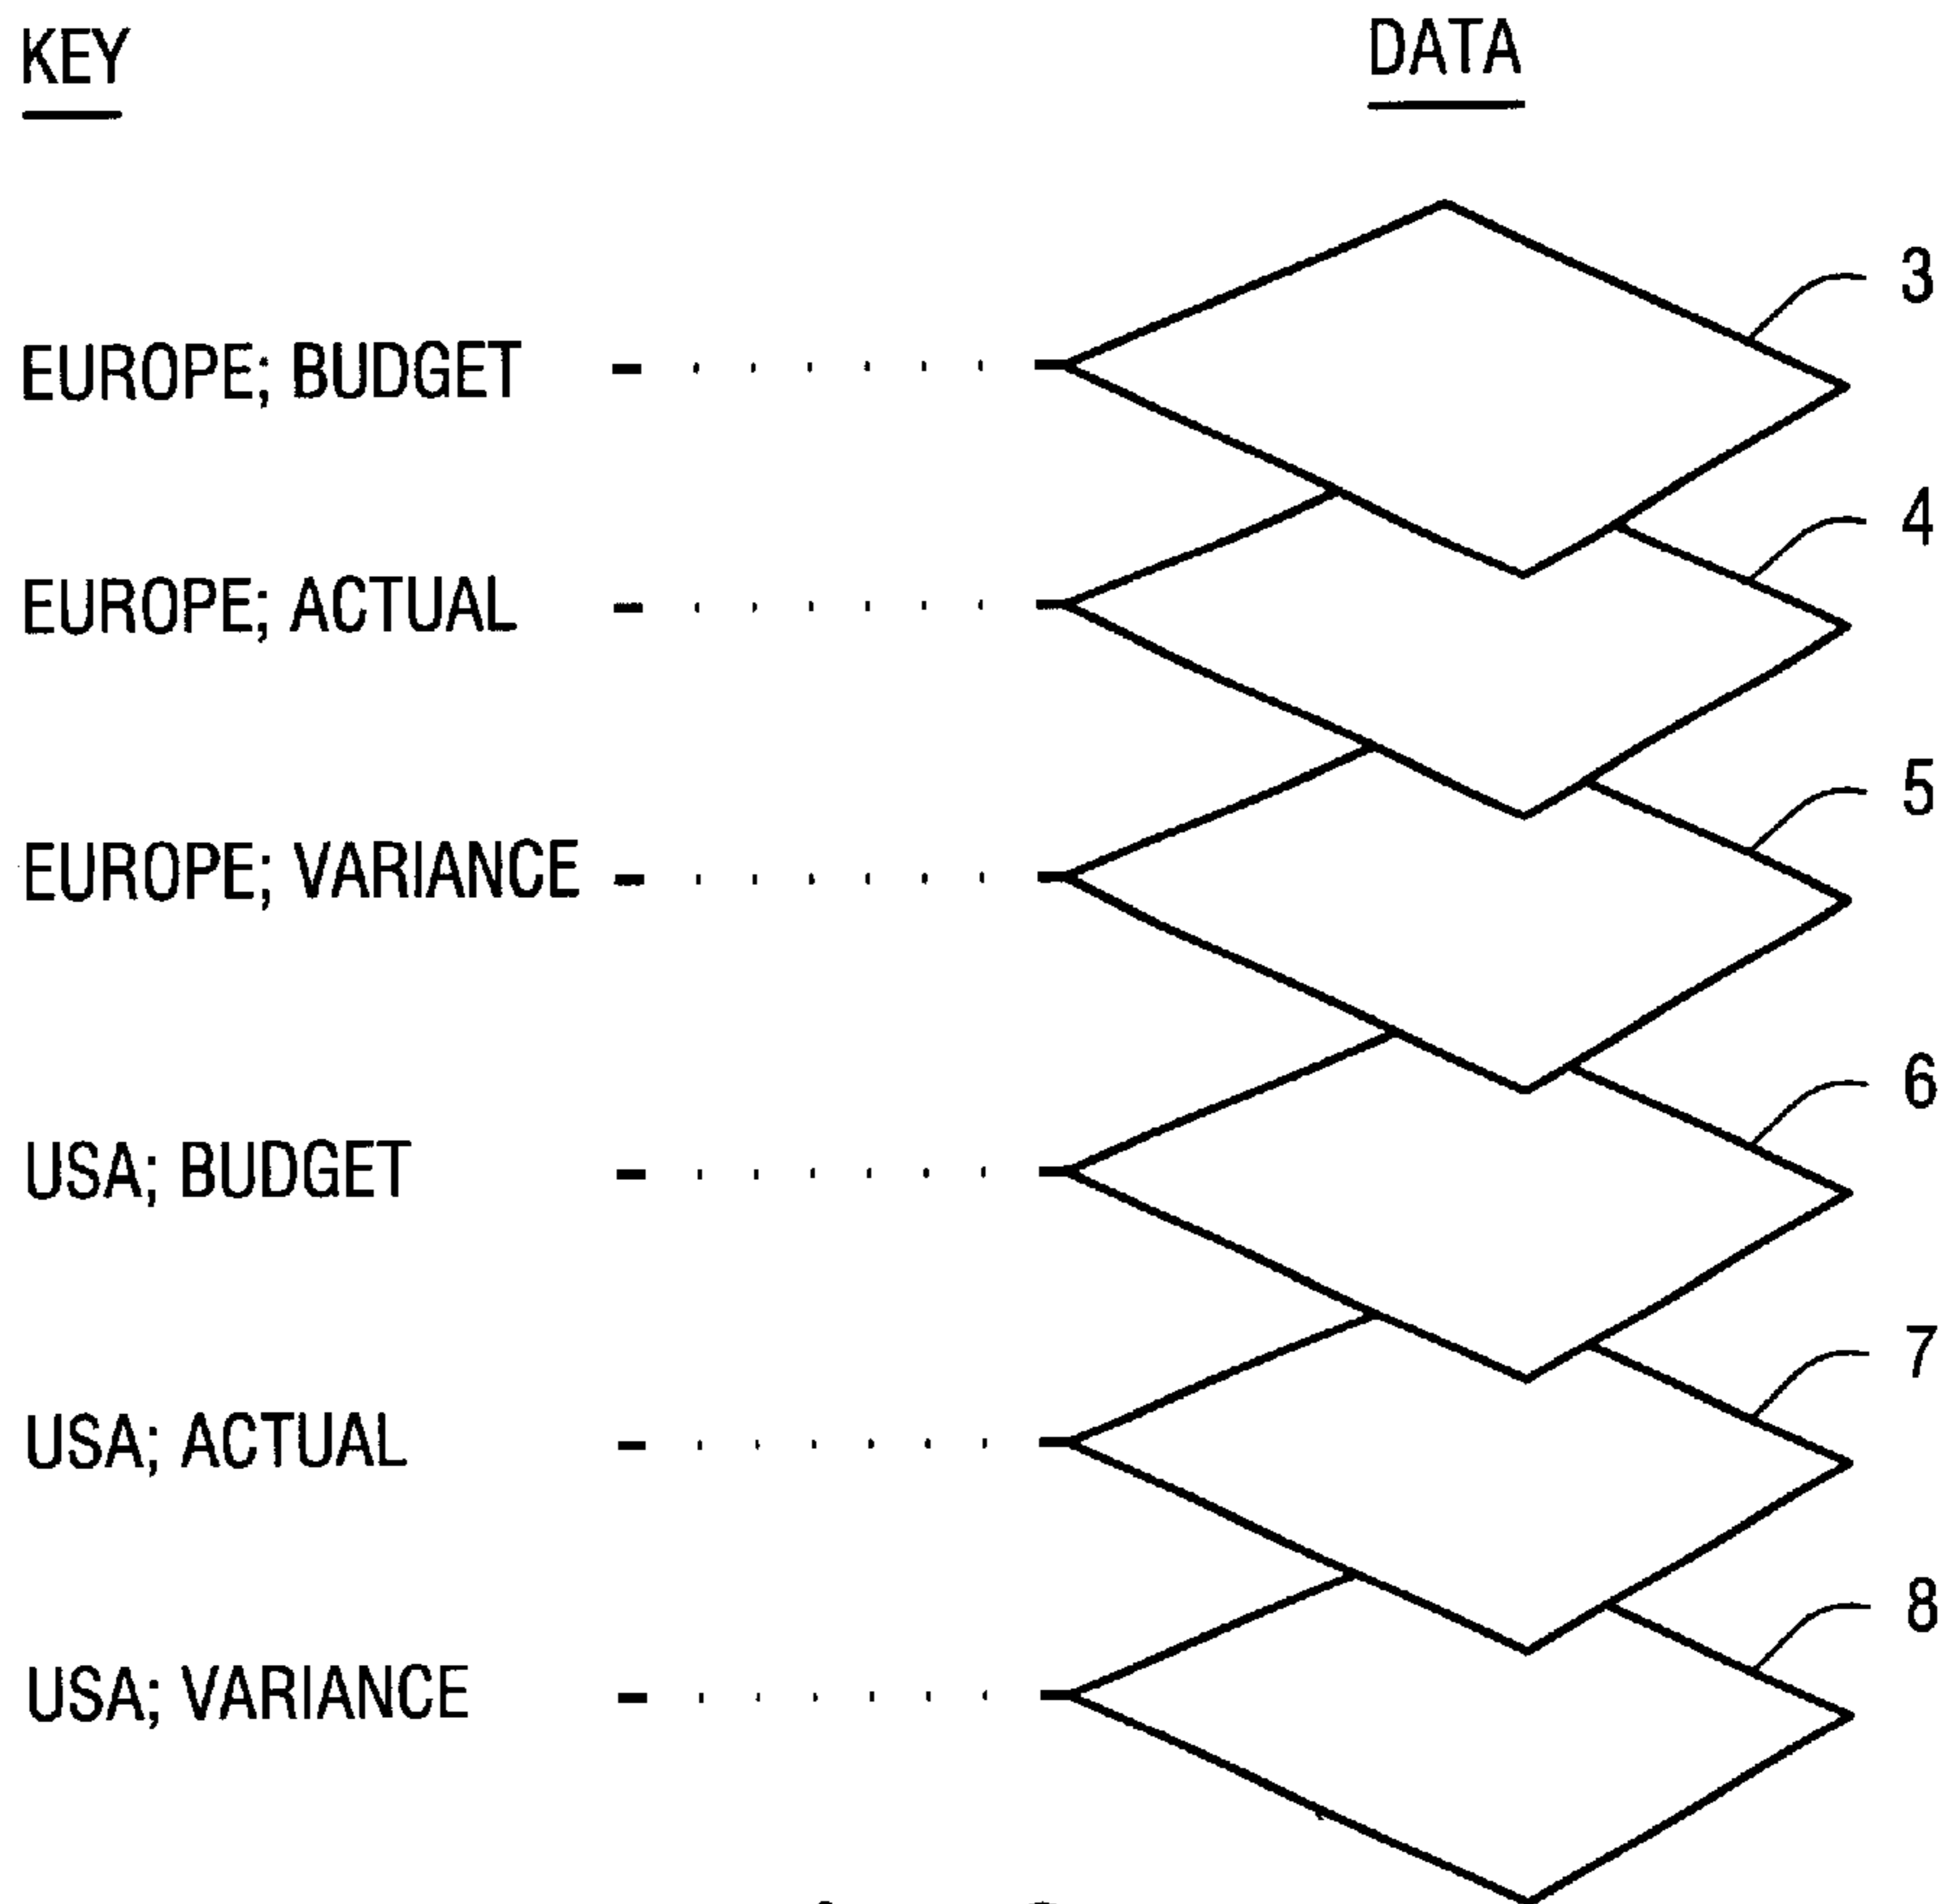 KEY DATA
3
EUROPE; BUDGET
4
EUROPE; ACTUAL
5
EUROPE; VARIANCE
6
USA; BUDGET
7
USA; ACTUAL
8
USA; VARIANCE